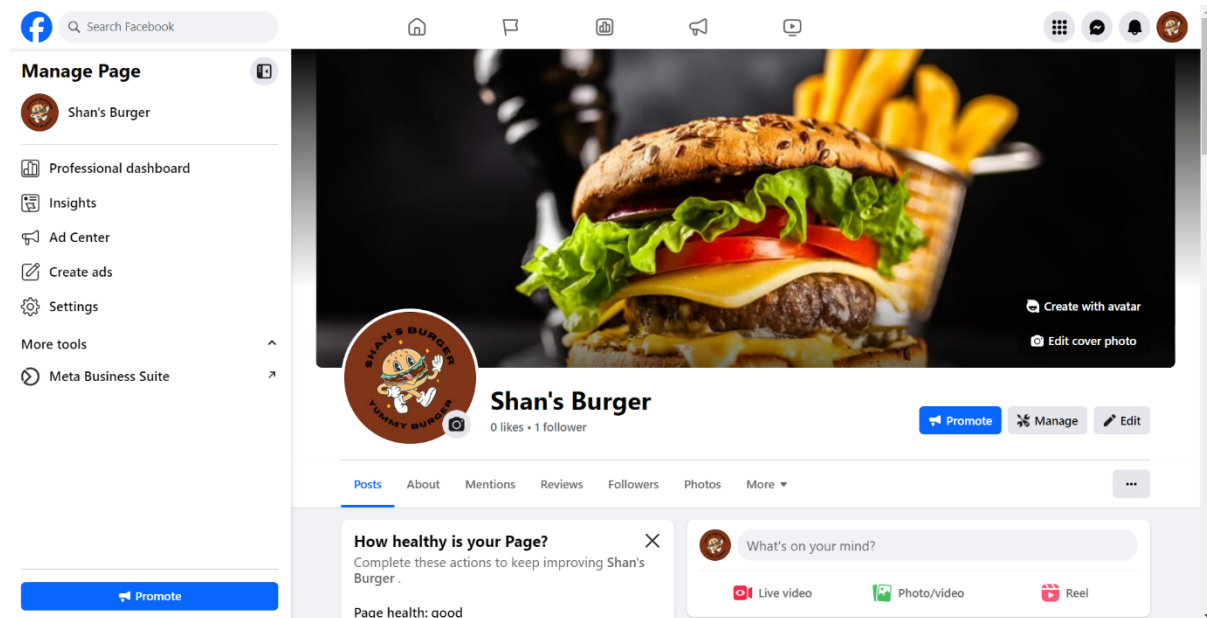 Search Facebook
Manage Page
Shan's Burger
Professional dashboard
Insights
Ad Center
Create ads
Settings
More tools
Meta Business Suite
Promote
Create with avatar
Edit cover photo
SHAN'S BURGER
YUMMY BURGER
Shan's Burger
0 likes • 1 follower
Promote
Manage
Edit
Posts
About
Mentions
Reviews
Followers
Photos
More
How healthy is your Page?
Complete these actions to keep improving Shan's
Burger .
Page health: good
What's on your mind?
Live video
Photo/video
Reel